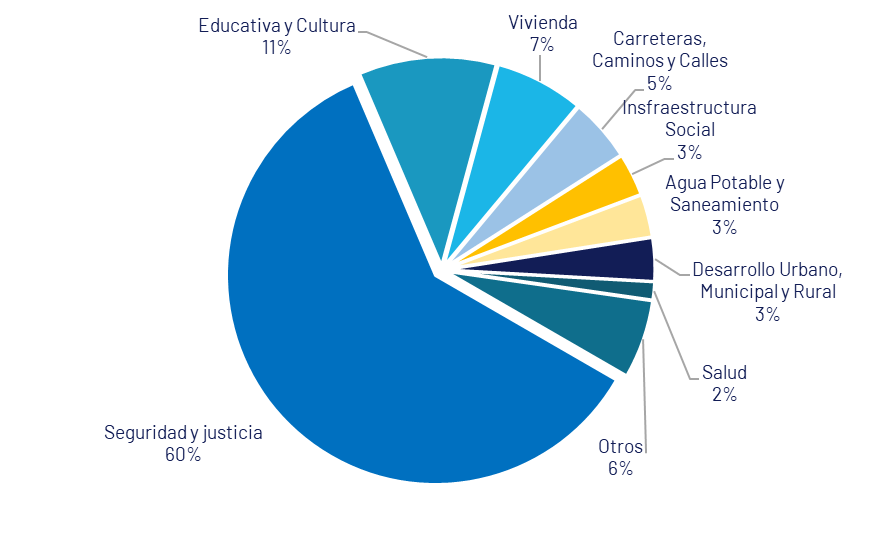 Educativa y Cultura
11%
Vivienda
7%
Carreteras,
Caminos y Calles
5%
Insfraestructura
Social
3%
Agua Potable y
Saneamiento
3%
Desarrollo Urbano,
Municipal y Rural
3%
Salud
2%
Otros
6%
Seguridad y justicia
60%